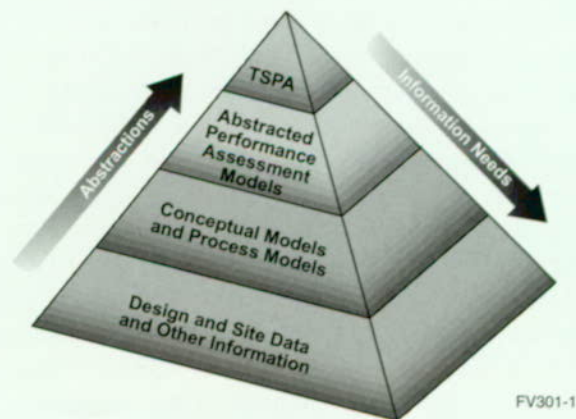 TSPA
Abstracted
Performance
Assessment
Models
Conceptual Models
and Process Models
Design and Site Data
and Other Information
Abstractions
Information Needs
FV301-1